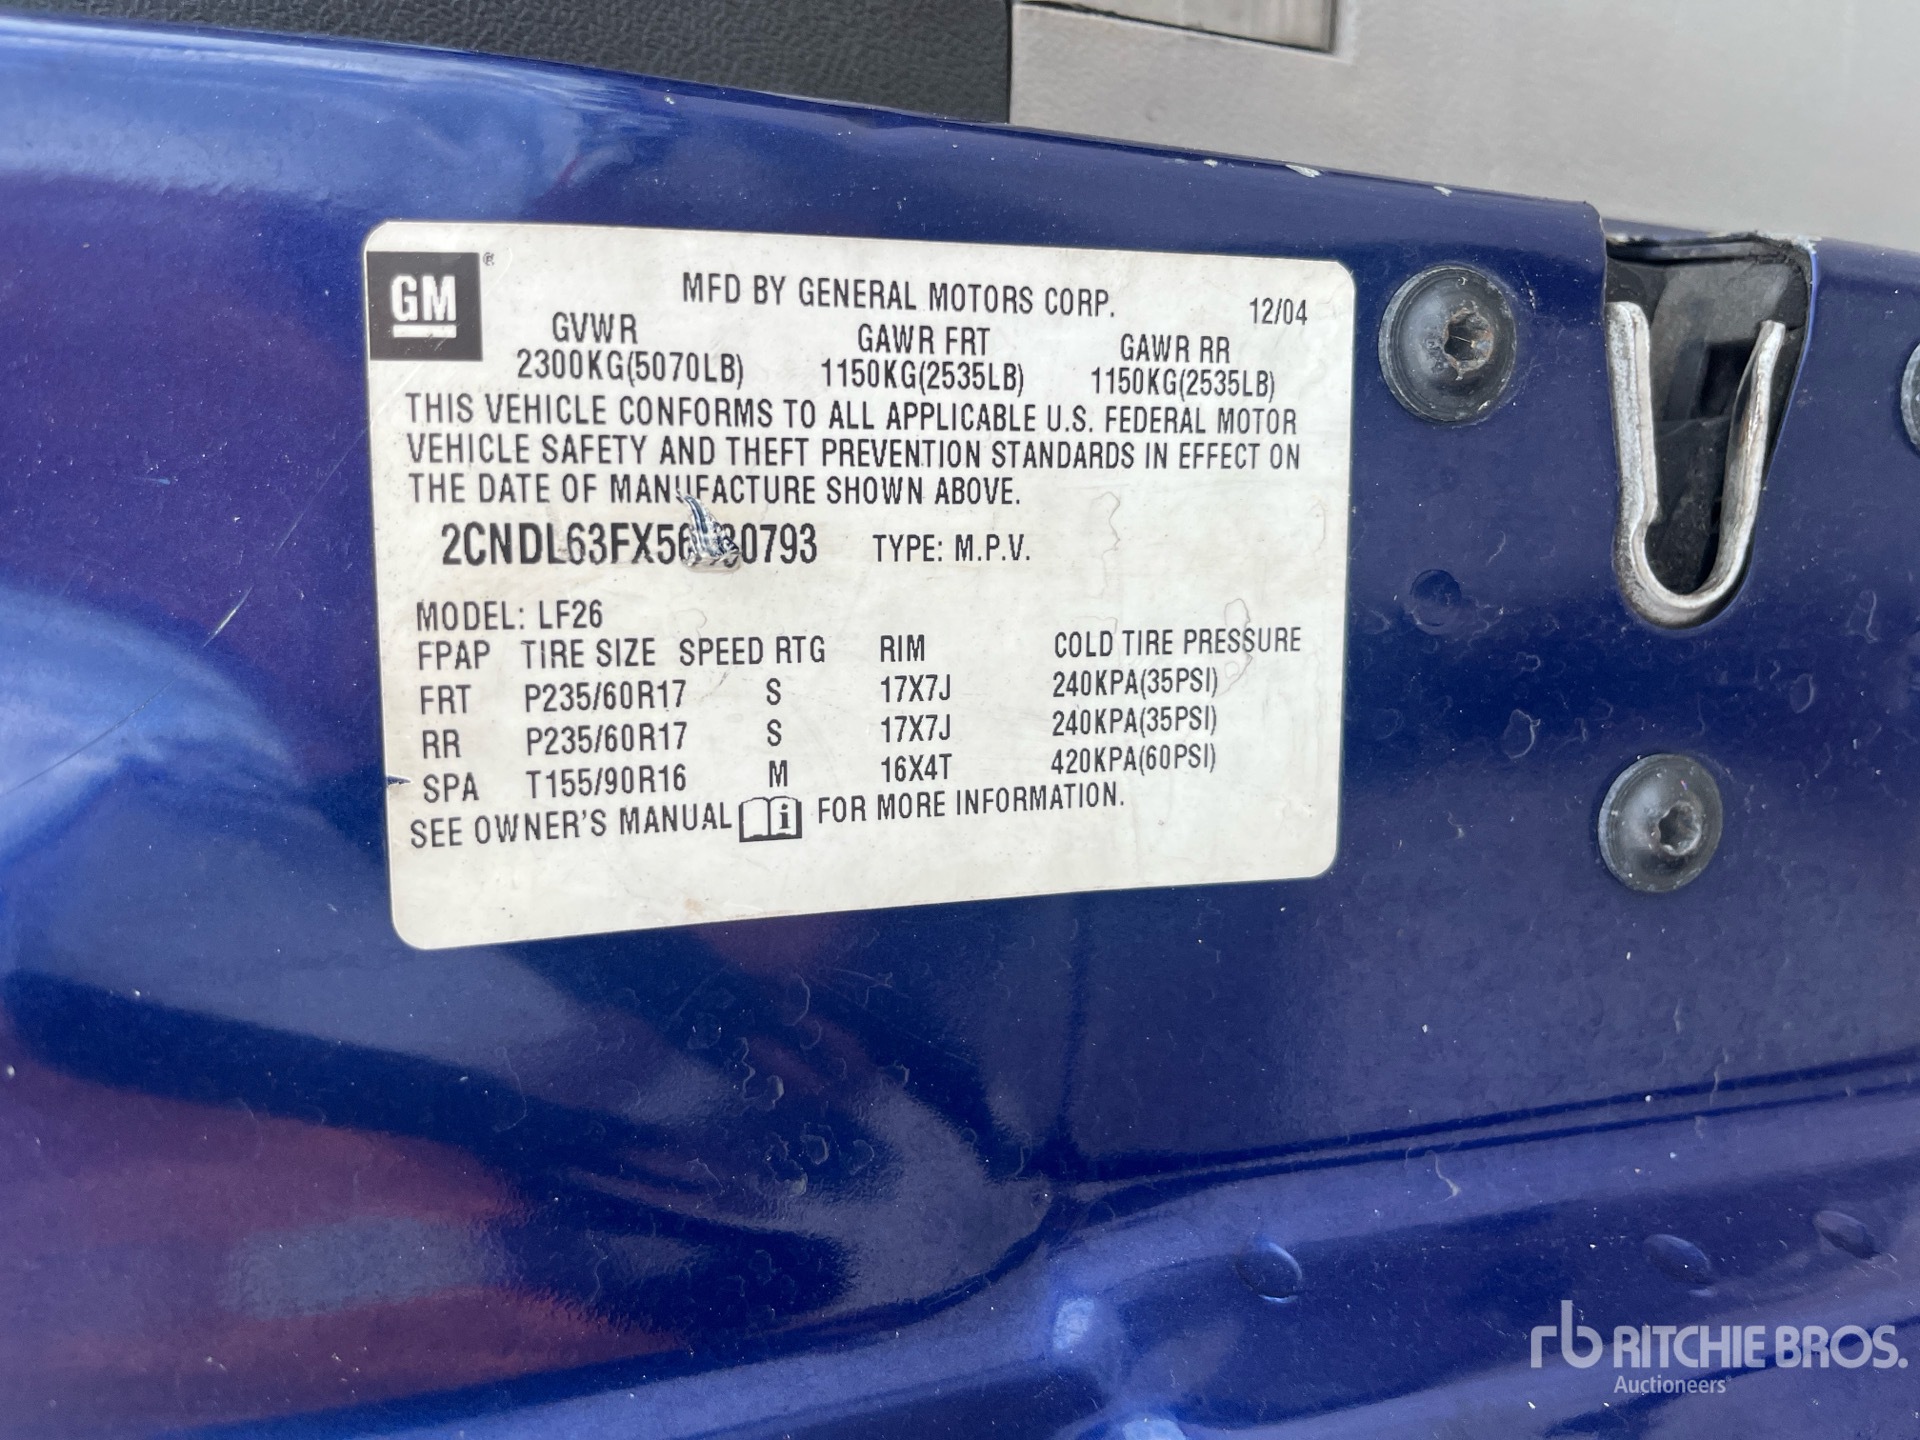 GM ®
MFD BY GENERAL MOTORS CORP. 12/04
GVWR GAWR FRT GAWR RR
2300KG(5070LB) 1150KG(2535LB) 1150KG(2535LB)
THIS VEHICLE CONFORMS TO ALL APPLICABLE U.S. FEDERAL MOTOR
VEHICLE SAFETY AND THEFT PREVENTION STANDARDS IN EFFECT ON
THE DATE OF MANUFACTURE SHOWN ABOVE.
TYPE: M.P.V.
MODEL: LF26
FPAP TIRE SIZE SPEED RTG RIM COLD TIRE PRESSURE
FRT P235/60R17 S 17X7J 240KPA(35PSI)
RR P235/60R17 S 17X7J 240KPA(35PSI)
SPA T155/90R16 M 16X4T 420KPA(60PSI)
SEE OWNER'S MANUAL i FOR MORE INFORMATION.
rb RITCHIE BROS.
Auctioneers